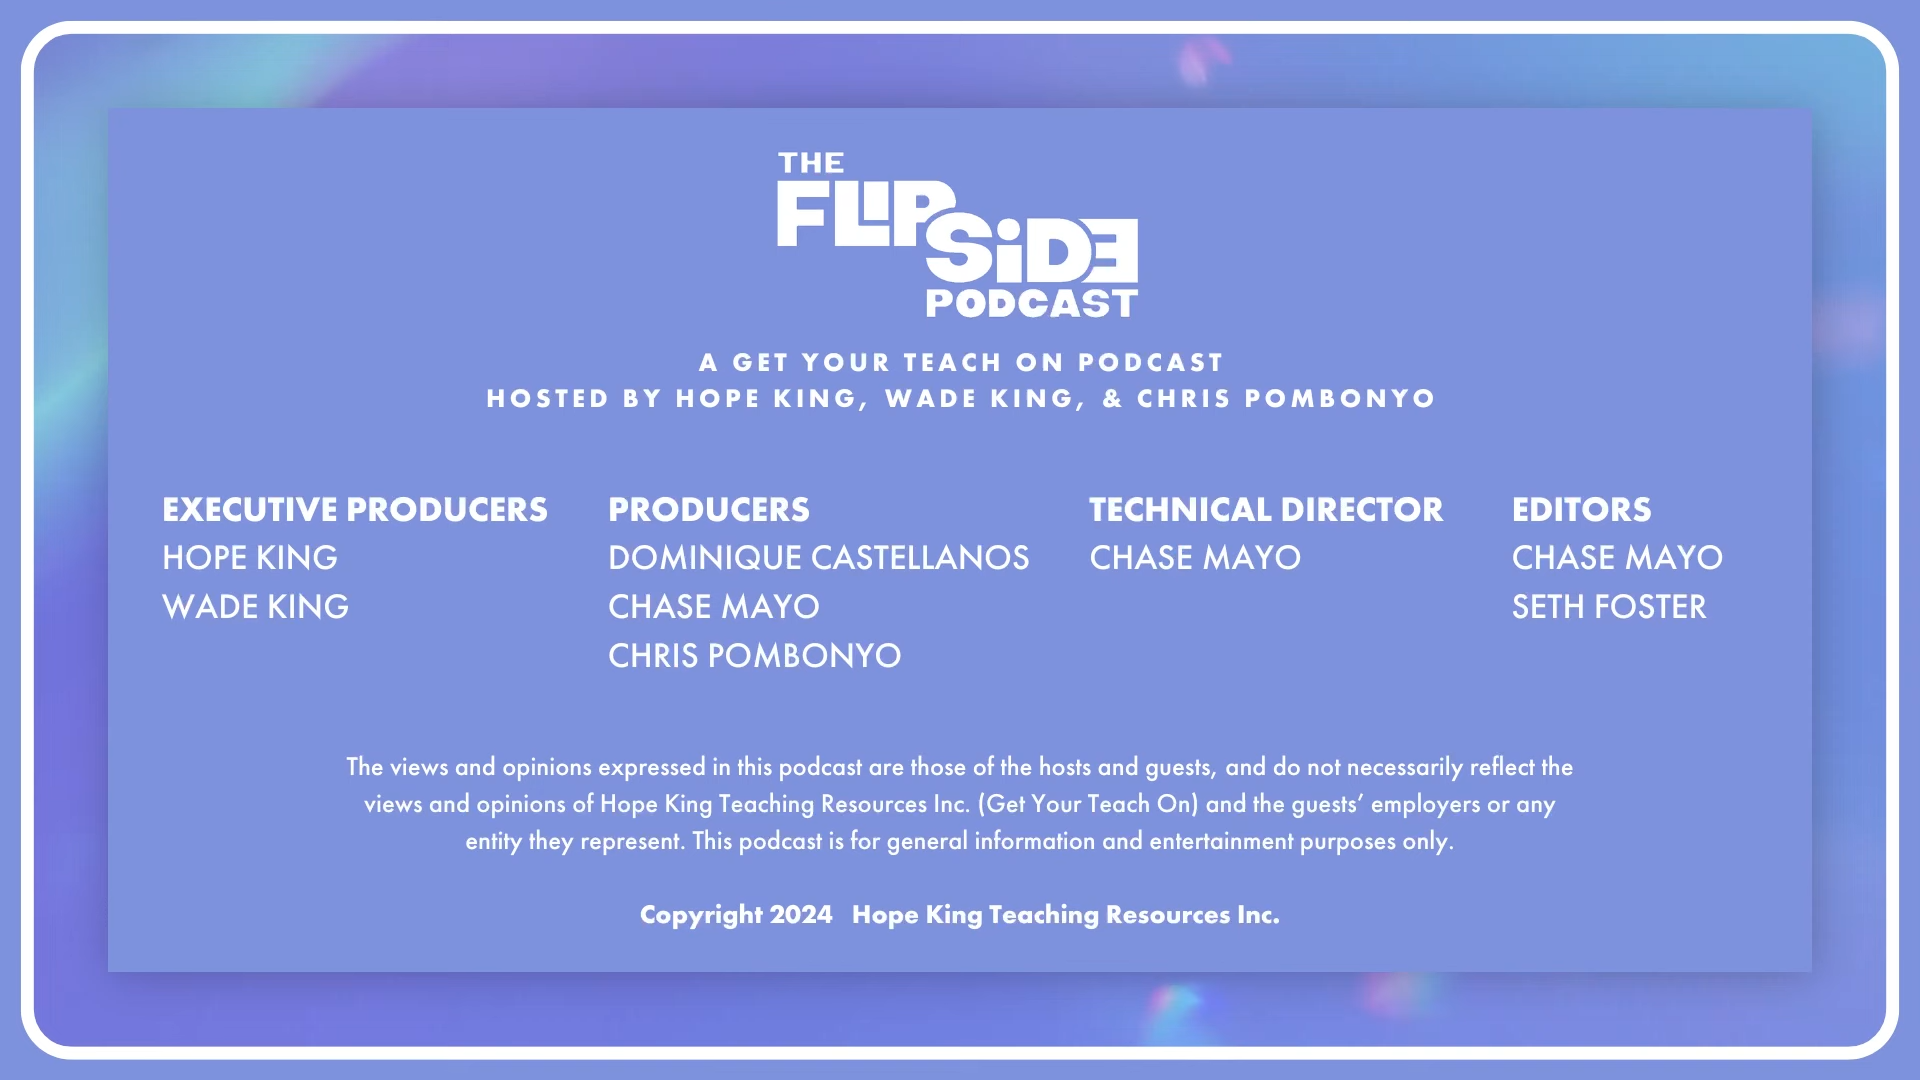 THE
FLIP
SiDE
PODCAST
A GET YOUR TEACH ON PODCAST
HOSTED BY HOPE KING, WADE KING, & CHRIS POMBONYO
EXECUTIVE PRODUCERS
HOPE KING
WADE KING
PRODUCERS
DOMINIQUE CASTELLANOS
CHASE MAYO
CHRIS POMBONYO
TECHNICAL DIRECTOR
CHASE MAYO
EDITORS
CHASE MAYO
SETH FOSTER
The views and opinions expressed in this podcast are those of the hosts and guests, and do not necessarily reflect the
views and opinions of Hope King Teaching Resources Inc. (Get Your Teach On) and the guests’ employers or any
entity they represent. This podcast is for general information and entertainment purposes only.
Copyright 2024 Hope King Teaching Resources Inc.